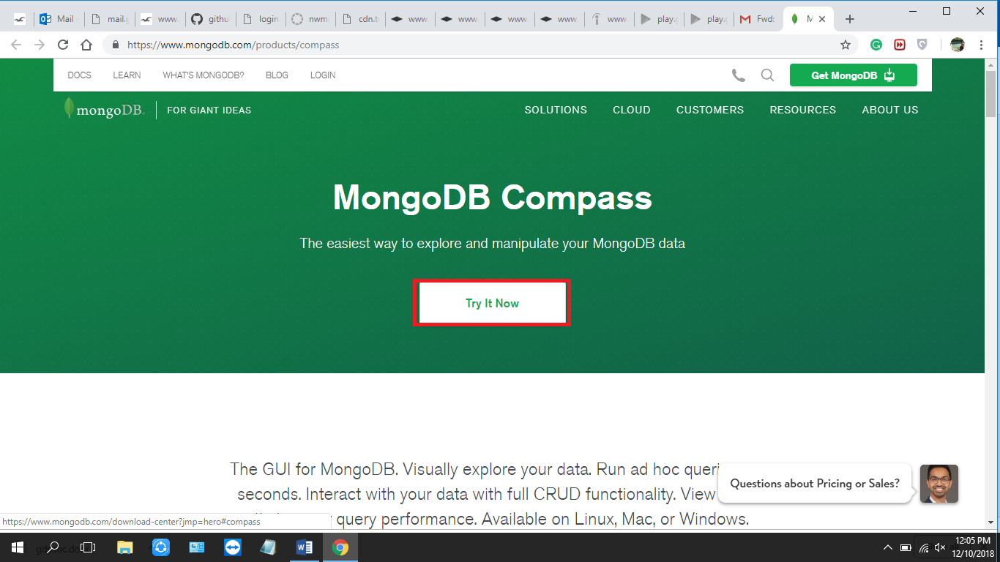 Mail
mail.g
www.
githu
login
nwm
cdn.t
www.
www.
www.
www.
www.
play.g
play.g
Fwd:
M
https://www.mongodb.com/products/compass
DOCS LEARN WHAT'S MONGODB? BLOG LOGIN
Get MongoDB
mongoDB. FOR GIANT IDEAS
SOLUTIONS CLOUD CUSTOMERS RESOURCES ABOUT US
MongoDB Compass
The easiest way to explore and manipulate your MongoDB data
Try It Now
The GUI for MongoDB. Visually explore your data. Run ad hoc queri
seconds. Interact with your data with full CRUD functionality. View
query performance. Available on Linux, Mac, or Windows.
Questions about Pricing or Sales?
https://www.mongodb.com/download-center?jmp=hero#compass
12:05 PM
12/10/2018